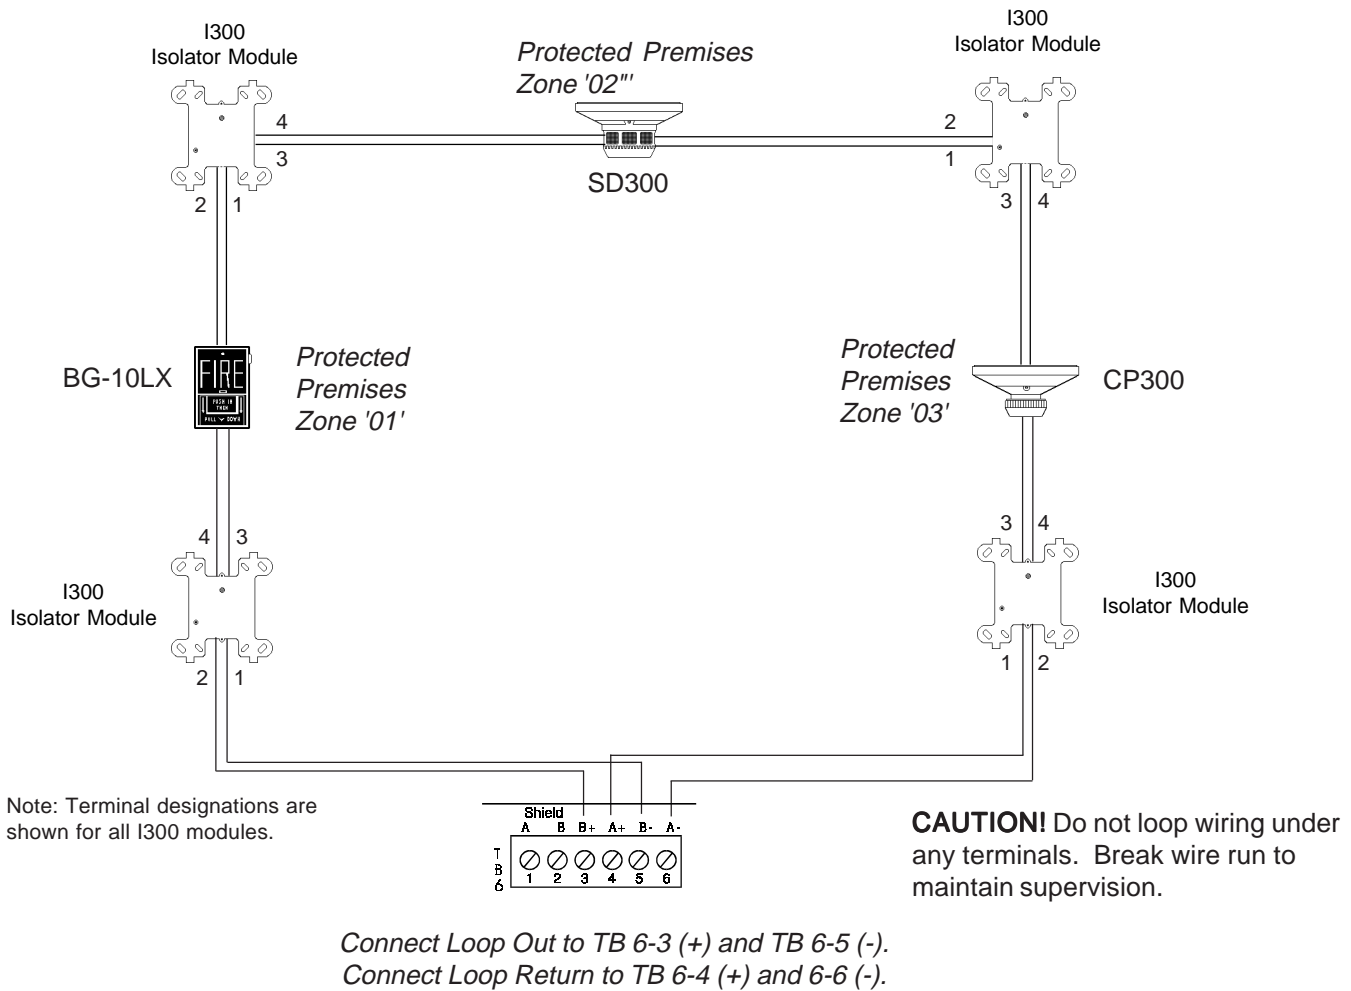 I300
Isolator Module
Protected Premises
Zone '02"'
I300
Isolator Module
4
3
2
1
SD300
2 1
3 4
BG-10LX
FIRE
PUSH IN
THEN
PULL DOWN
Protected
Premises
Zone '01'
Protected
Premises
Zone '03'
CP300
4 3
3 4
I300
Isolator Module
I300
Isolator Module
2 1
1 2
Note: Terminal designations are
shown for all I300 modules.
Shield
A B B+ A+ B- A-
TB6
1 2 3 4 5 6
CAUTION! Do not loop wiring under
any terminals. Break wire run to
maintain supervision.
Connect Loop Out to TB 6-3 (+) and TB 6-5 (-).
Connect Loop Return to TB 6-4 (+) and 6-6 (-).